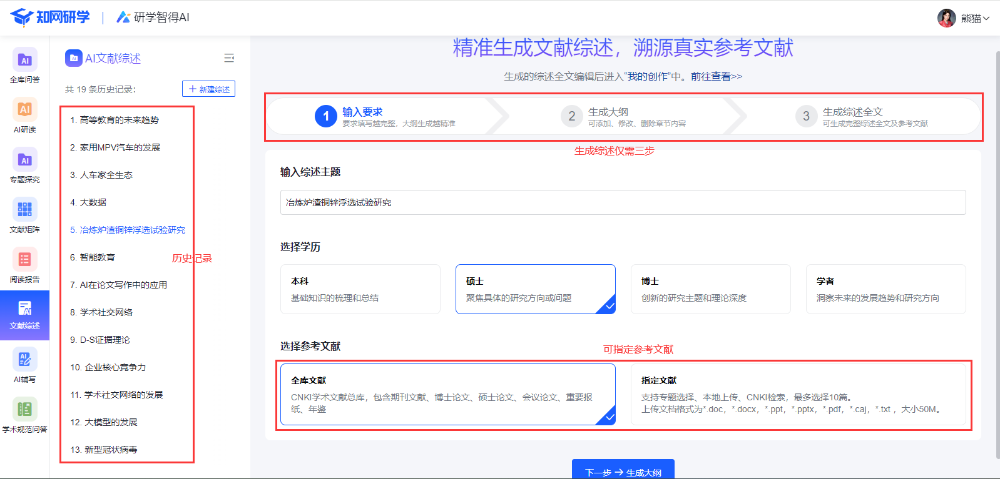 知网研学
研学智得AI
熊猫
全库问答
AI研读
专题探究
文献矩阵
阅读报告
文献综述
AI辅写
学术规范问答
AI文献综述
共 19 条历史记录：
+ 新建综述
1. 高等教育的未来趋势
2. 家用MPV汽车的发展
3. 人车家全生态
4. 大数据
5. 冶炼炉渣铜锌浮选试验研究
6. 智能教育
历史记录
7. AI在论文写作中的应用
8. 学术社交网络
9. D-S证据理论
10. 企业核心竞争力
11. 学术社交网络的发展
12. 大模型的发展
13. 新型冠状病毒
精准生成文献综述，溯源真实参考文献
生成的综述全文编辑后进入“我的创作”中。前往查看>>
1 输入要求
要求填写越完整，大纲生成越精准
2 生成大纲
可添加、修改、删除章节内容
3 生成综述全文
可生成完整综述全文及参考文献
生成综述仅需三步
输入综述主题
冶炼炉渣铜锌浮选试验研究
选择学历
本科
基础知识的梳理和总结
硕士
聚焦具体的研究方向或问题
博士
创新的研究主题和理论深度
学者
洞察未来的发展趋势和研究方向
选择参考文献
可指定参考文献
全库文献
CNKI学术文献总库，包含期刊文献、博士论文、硕士论文、会议论文、重要报
纸、年鉴
指定文献
支持专题选择、本地上传、CNKI检索，最多选择10篇。
上传文档格式为*.doc，*.docx，*.ppt，*.pptx，*.pdf，*.caj，*.txt ，大小50M。
下一步 → 生成大纲